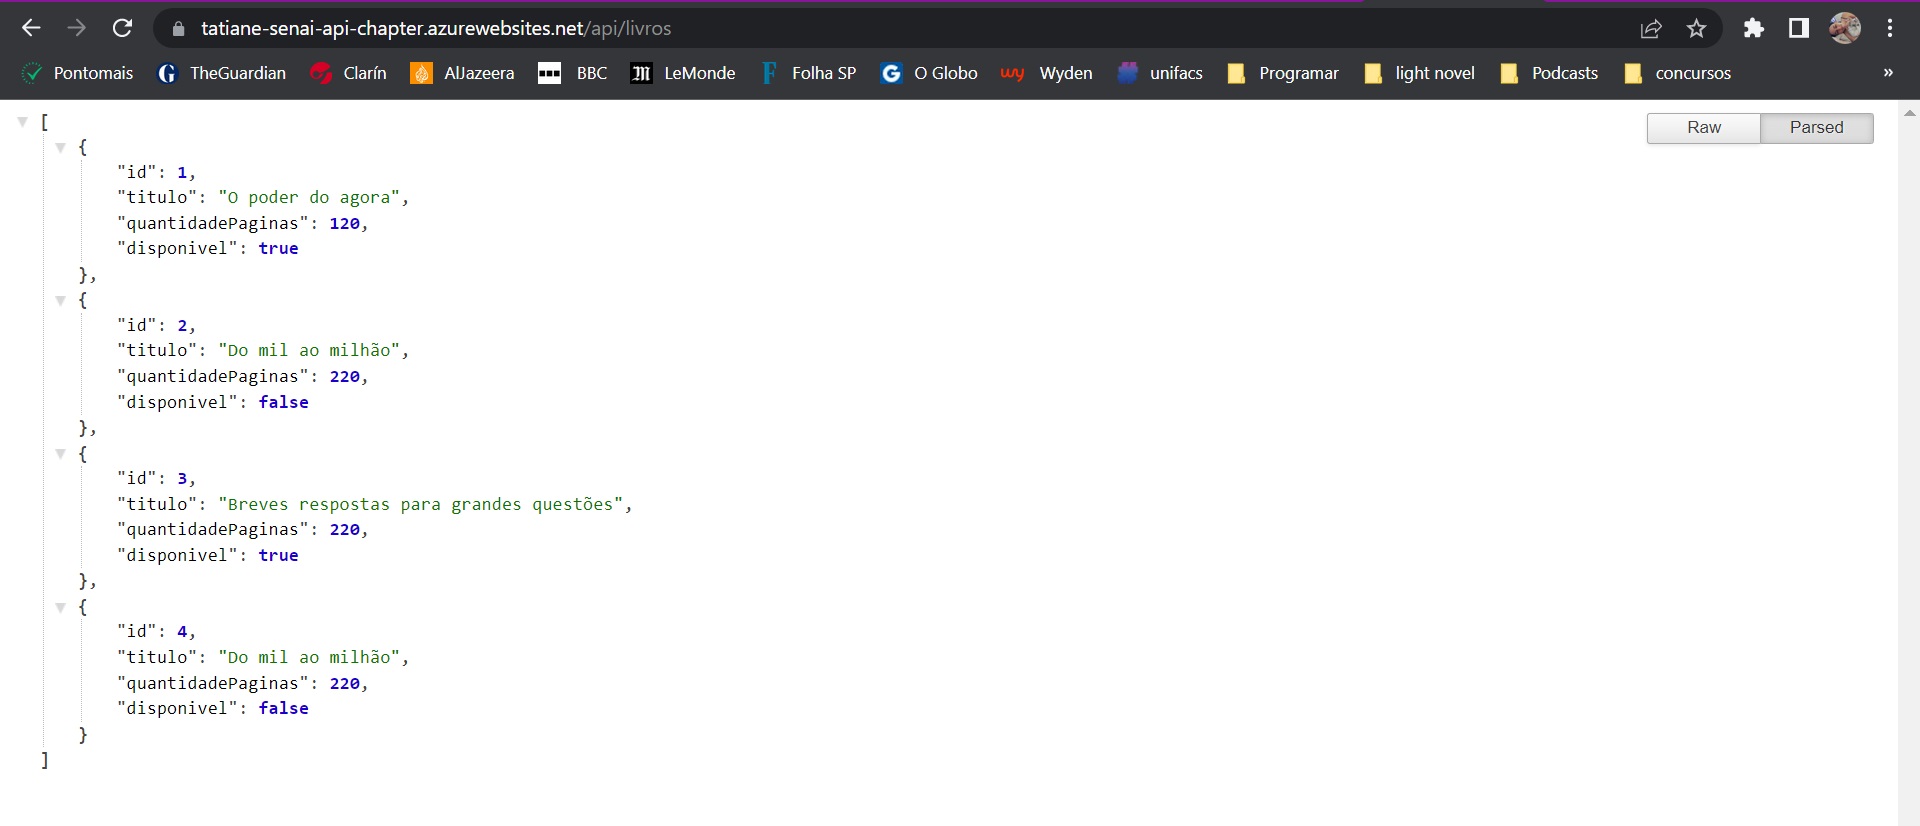 tatiane-senai-api-chapter.azurewebsites.net/api/livros
Pontomais TheGuardian Clarín AlJazeera BBC LeMonde Folha SP O Globo Wyden unifacs Programar light novel Podcasts concursos »
Raw Parsed
[
{
"id": 1,
"titulo": "O poder do agora",
"quantidadePaginas": 120,
"disponivel": true
},
{
"id": 2,
"titulo": "Do mil ao milhão",
"quantidadePaginas": 220,
"disponivel": false
},
{
"id": 3,
"titulo": "Breves respostas para grandes questões",
"quantidadePaginas": 220,
"disponivel": true
},
{
"id": 4,
"titulo": "Do mil ao milhão",
"quantidadePaginas": 220,
"disponivel": false
}
]